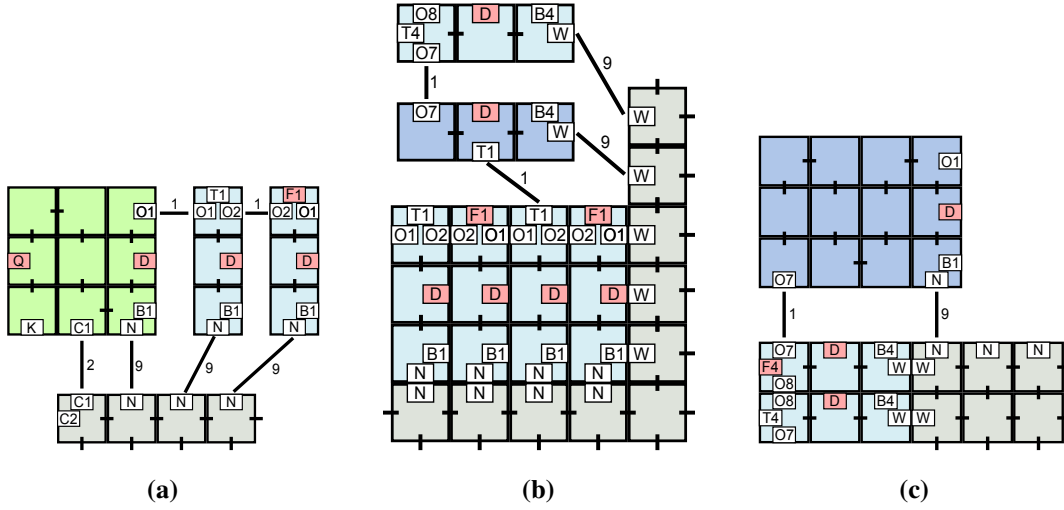 O1 1 T1 O1 O2 1 F1 O2 O1
Q D D D
K C1 N B1 N B1 N B1
2 9 9 9
C1 N N N
C2
(a)
O8 D B4
T4 W
O7
1 9
O7 D B4 W
W T1 9 W
1
T1 F1 T1 F1
O1 O2 O2 O1 O1 O2 O2 O1 W
D D D D
B1 B1 B1 B1 W
N N N N
N N N N
(b)
O1
D
B1
O7 N
1 9
O7 D B4 N N N
F4 W W
O8
O8 D B4
T4 W W
O7
(c)